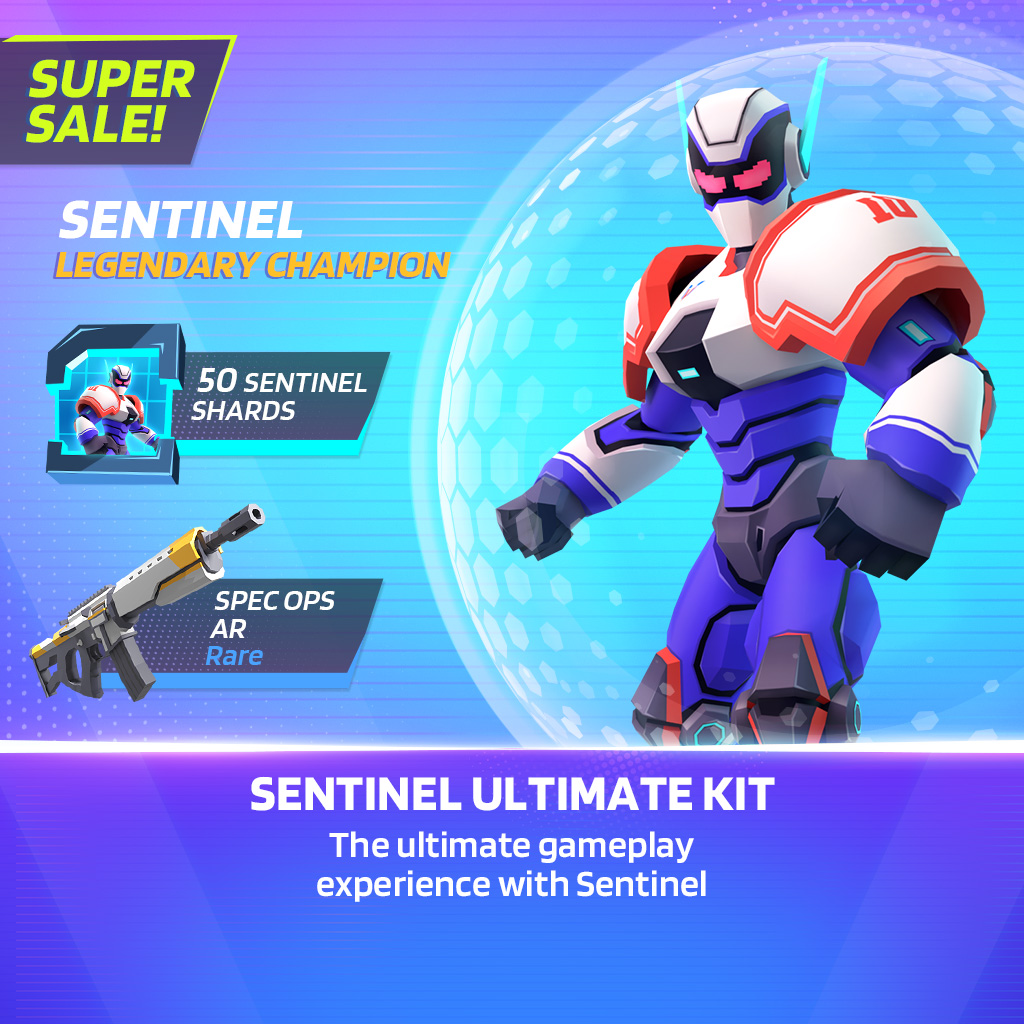 SUPER
SALE!
SENTINEL
LEGENDARY CHAMPION
50 SENTINEL
SHARDS
SPEC OPS
AR
Rare
10
SENTINEL ULTIMATE KIT
The ultimate gameplay
experience with Sentinel